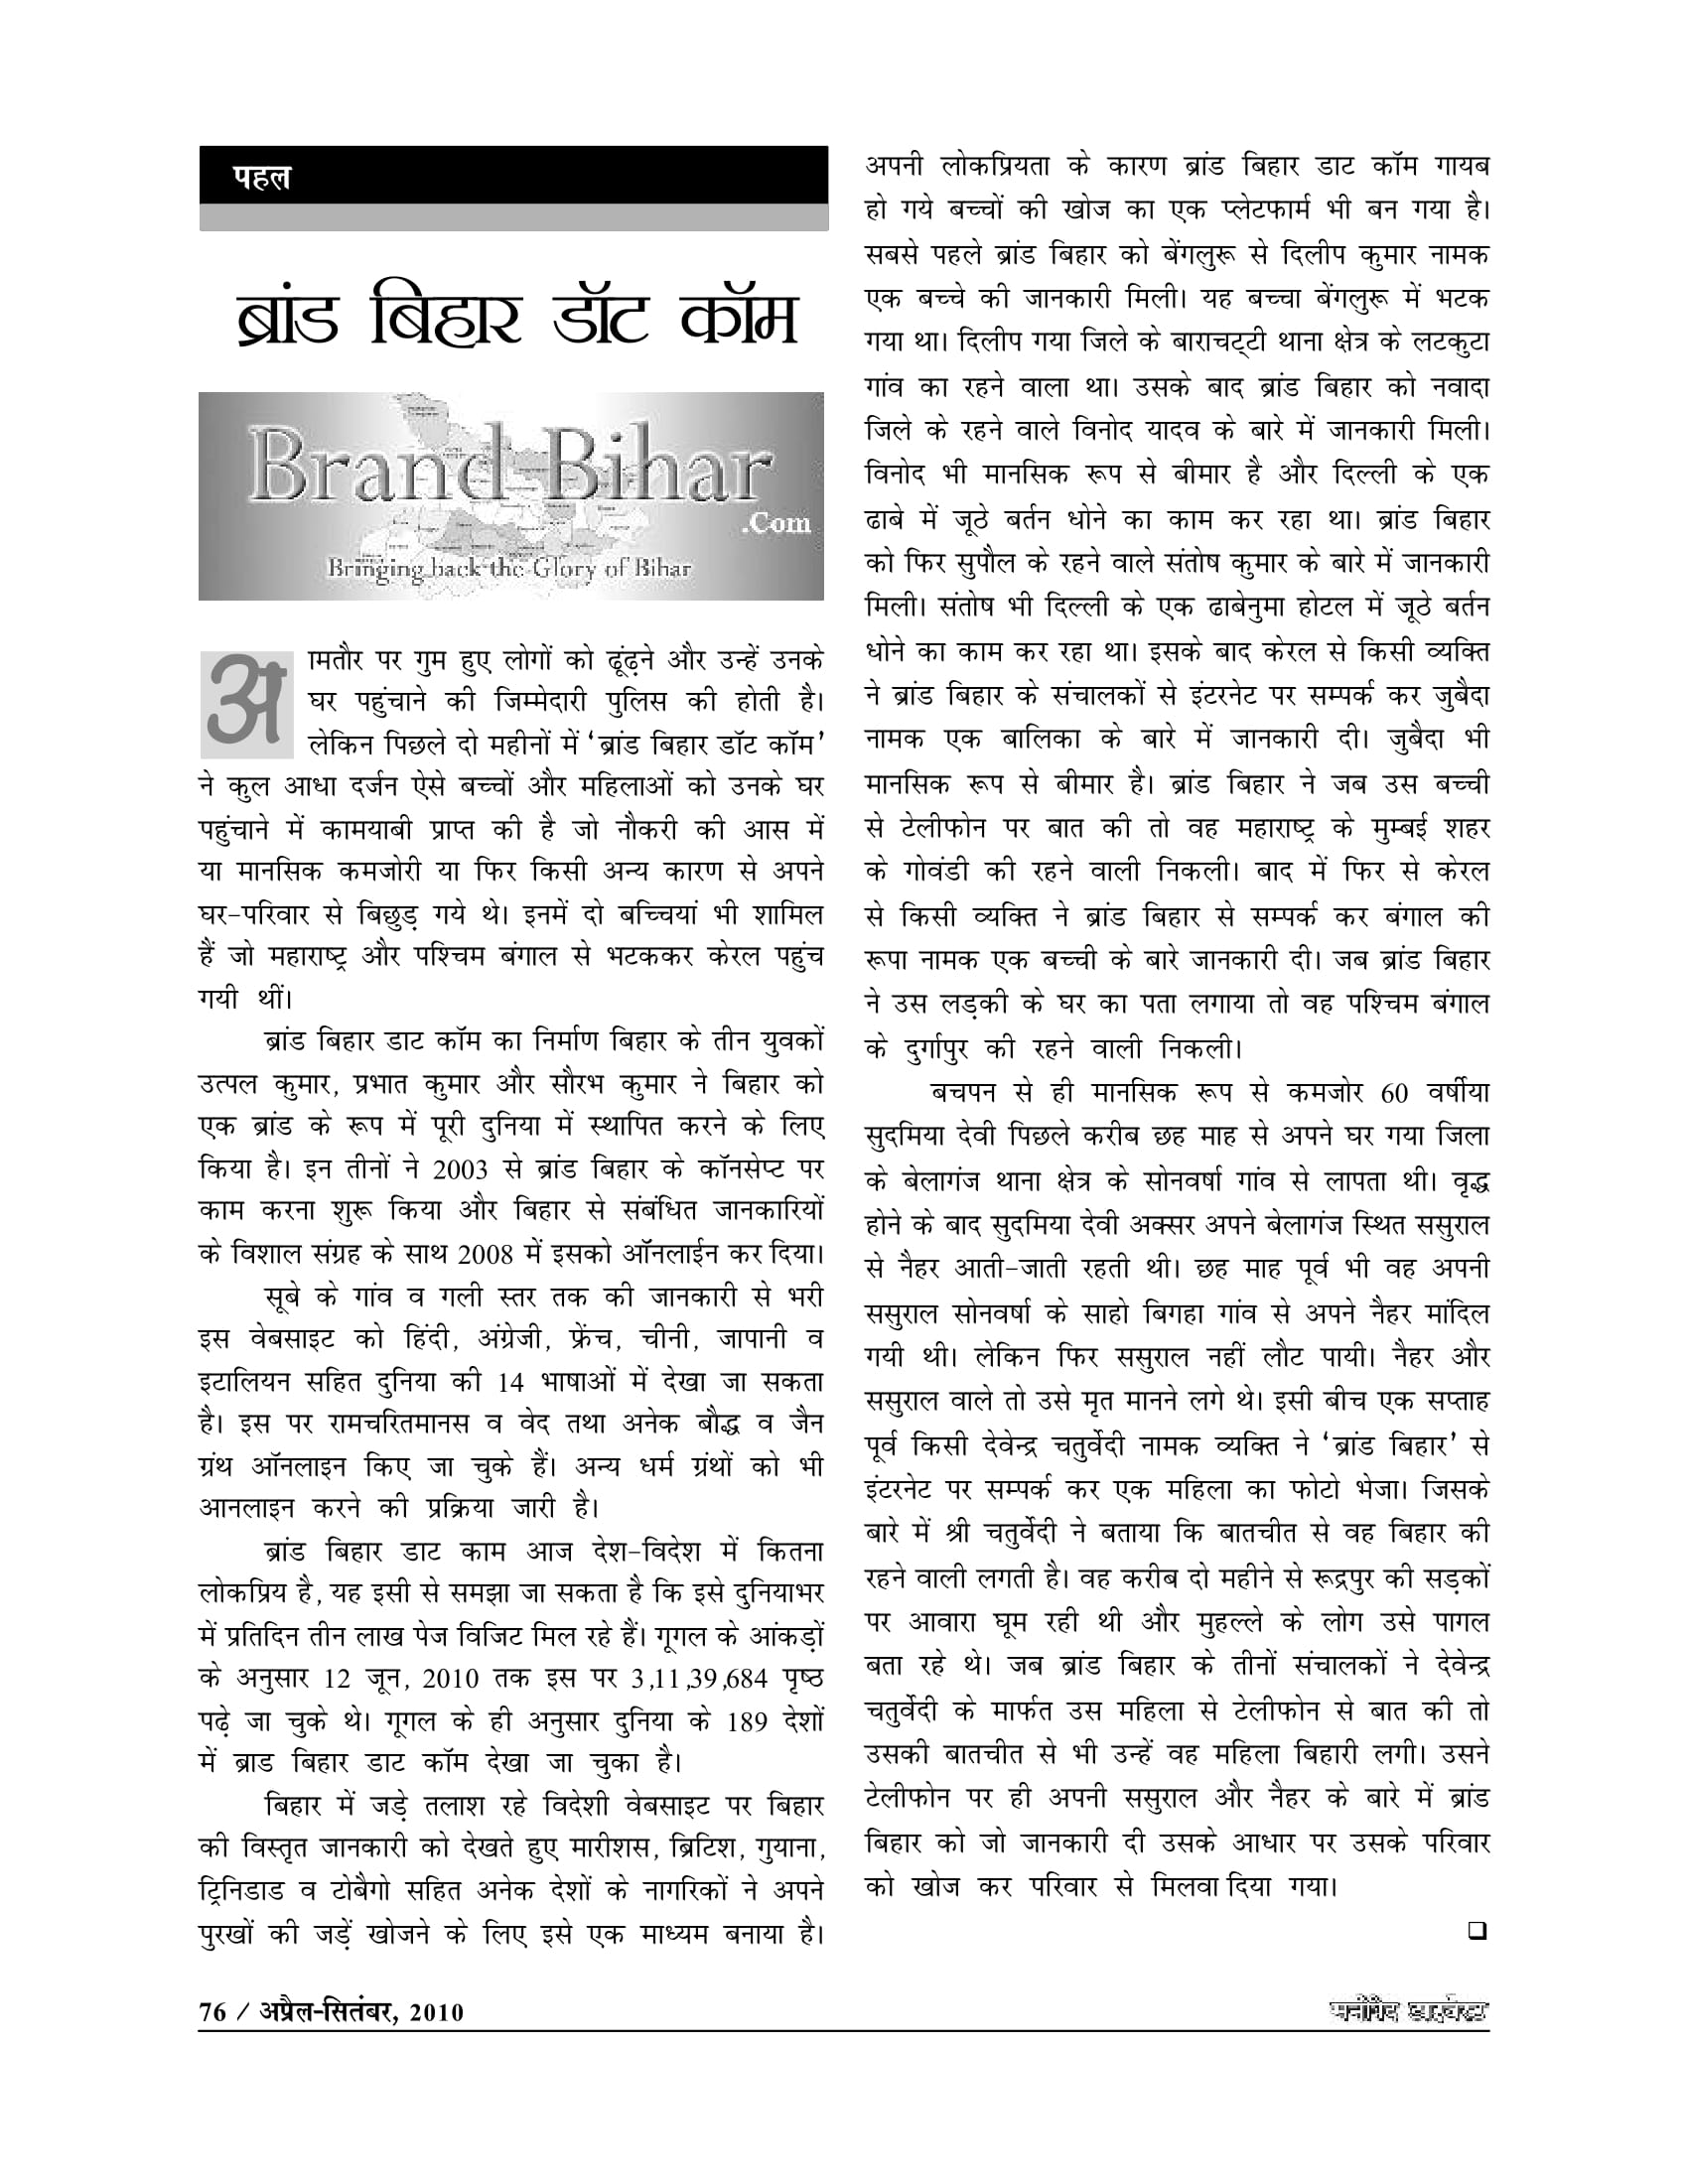 पहल
ब्रांड बिहार डॉट कॉम
Brand Bihar
.Com
Bringing back the Glory of Bihar
आमतौर पर गुम हुए लोगों को ढूंढ़ने और उन्हें उनके
घर पहुंचाने की जिम्मेदारी पुलिस की होती है।
लेकिन पिछले दो महीनों में ‘ब्रांड बिहार डॉट कॉम’
ने कुल आधा दर्जन ऐसे बच्चों और महिलाओं को उनके घर
पहुंचाने में कामयाबी प्राप्त की है जो नौकरी की आस में
या मानसिक कमजोरी या फिर किसी अन्य कारण से अपने
घर-परिवार से बिछुड़ गये थे। इनमें दो बच्चियां भी शामिल
हैं जो महाराष्ट्र और पश्चिम बंगाल से भटककर केरल पहुंच
गयी थीं।
ब्रांड बिहार डाट कॉम का निर्माण बिहार के तीन युवकों
उत्पल कुमार, प्रभात कुमार और सौरभ कुमार ने बिहार को
एक ब्रांड के रूप में पूरी दुनिया में स्थापित करने के लिए
किया है। इन तीनों ने 2003 से ब्रांड बिहार के कॉनसेप्ट पर
काम करना शुरू किया और बिहार से संबंधित जानकारियों
के विशाल संग्रह के साथ 2008 में इसको ऑनलाईन कर दिया।
सूबे के गांव व गली स्तर तक की जानकारी से भरी
इस वेबसाइट को हिंदी, अंग्रेजी, फ्रेंच, चीनी, जापानी व
इटालियन सहित दुनिया की 14 भाषाओं में देखा जा सकता
है। इस पर रामचरितमानस व वेद तथा अनेक बौद्ध व जैन
ग्रंथ ऑनलाइन किए जा चुके हैं। अन्य धर्म ग्रंथों को भी
आनलाइन करने की प्रक्रिया जारी है।
ब्रांड बिहार डाट काम आज देश-विदेश में कितना
लोकप्रिय है, यह इसी से समझा जा सकता है कि इसे दुनियाभर
में प्रतिदिन तीन लाख पेज विजिट मिल रहे हैं। गूगल के आंकड़ों
के अनुसार 12 जून, 2010 तक इस पर 3,11,39,684 पृष्ठ
पढ़े जा चुके थे। गूगल के ही अनुसार दुनिया के 189 देशों
में ब्राड बिहार डाट कॉम देखा जा चुका है।
बिहार में जड़े तलाश रहे विदेशी वेबसाइट पर बिहार
की विस्तृत जानकारी को देखते हुए मारीशस, ब्रिटिश, गुयाना,
ट्रिनिडाड व टोबैगो सहित अनेक देशों के नागरिकों ने अपने
पुरखों की जड़ें खोजने के लिए इसे एक माध्यम बनाया है।
अपनी लोकप्रियता के कारण ब्रांड बिहार डाट कॉम गायब
हो गये बच्चों की खोज का एक प्लेटफार्म भी बन गया है।
सबसे पहले ब्रांड बिहार को बेंगलुरू से दिलीप कुमार नामक
एक बच्चे की जानकारी मिली। यह बच्चा बेंगलुरू में भटक
गया था। दिलीप गया जिले के बाराचट्टी थाना क्षेत्र के लटकुटा
गांव का रहने वाला था। उसके बाद ब्रांड बिहार को नवादा
जिले के रहने वाले विनोद यादव के बारे में जानकारी मिली।
विनोद भी मानसिक रूप से बीमार है और दिल्ली के एक
ढाबे में जूठे बर्तन धोने का काम कर रहा था। ब्रांड बिहार
को फिर सुपौल के रहने वाले संतोष कुमार के बारे में जानकारी
मिली। संतोष भी दिल्ली के एक ढाबेनुमा होटल में जूठे बर्तन
धोने का काम कर रहा था। इसके बाद केरल से किसी व्यक्ति
ने ब्रांड बिहार के संचालकों से इंटरनेट पर सम्पर्क कर जुबैदा
नामक एक बालिका के बारे में जानकारी दी। जुबैदा भी
मानसिक रूप से बीमार है। ब्रांड बिहार ने जब उस बच्ची
से टेलीफोन पर बात की तो वह महाराष्ट्र के मुम्बई शहर
के गोवंडी की रहने वाली निकली। बाद में फिर से केरल
से किसी व्यक्ति ने ब्रांड बिहार से सम्पर्क कर बंगाल की
रूपा नामक एक बच्ची के बारे जानकारी दी। जब ब्रांड बिहार
ने उस लड़की के घर का पता लगाया तो वह पश्चिम बंगाल
के दुर्गापुर की रहने वाली निकली।
बचपन से ही मानसिक रूप से कमजोर 60 वर्षीया
सुदमिया देवी पिछले करीब छह माह से अपने घर गया जिला
के बेलागंज थाना क्षेत्र के सोनवर्षा गांव से लापता थी। वृद्ध
होने के बाद सुदमिया देवी अक्सर अपने बेलागंज स्थित ससुराल
से नैहर आती-जाती रहती थी। छह माह पूर्व भी वह अपनी
ससुराल सोनवर्षा के साहो बिगहा गांव से अपने नैहर मांदिल
गयी थी। लेकिन फिर ससुराल नहीं लौट पायी। नैहर और
ससुराल वाले तो उसे मृत मानने लगे थे। इसी बीच एक सप्ताह
पूर्व किसी देवेन्द्र चतुर्वेदी नामक व्यक्ति ने ‘ब्रांड बिहार’ से
इंटरनेट पर सम्पर्क कर एक महिला का फोटो भेजा। जिसके
बारे में श्री चतुर्वेदी ने बताया कि बातचीत से वह बिहार की
रहने वाली लगती है। वह करीब दो महीने से रूद्रपुर की सड़कों
पर आवारा घूम रही थी और मुहल्ले के लोग उसे पागल
बता रहे थे। जब ब्रांड बिहार के तीनों संचालकों ने देवेन्द्र
चतुर्वेदी के मार्फत उस महिला से टेलीफोन से बात की तो
उसकी बातचीत से भी उन्हें वह महिला बिहारी लगी। उसने
टेलीफोन पर ही अपनी ससुराल और नैहर के बारे में ब्रांड
बिहार को जो जानकारी दी उसके आधार पर उसके परिवार
को खोज कर परिवार से मिलवा दिया गया।
76 / अप्रैल-सितंबर, 2010